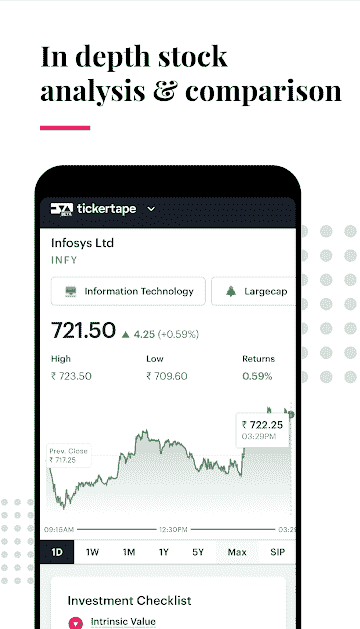 In depth stock
analysis & comparison
BETA
tickertape
Infosys Ltd
INFY
Information Technology
Largecap
721.50 ▲ 4.25 (+0.59%)
High Low Returns
₹ 723.50 ₹ 709.60 0.59%
₹ 722.25
03:29PM
Prev. Close
₹ 717.25
09:16AM 12:30PM 03:29
1D 1W 1M 1Y 5Y Max SIP
Investment Checklist
Intrinsic Value